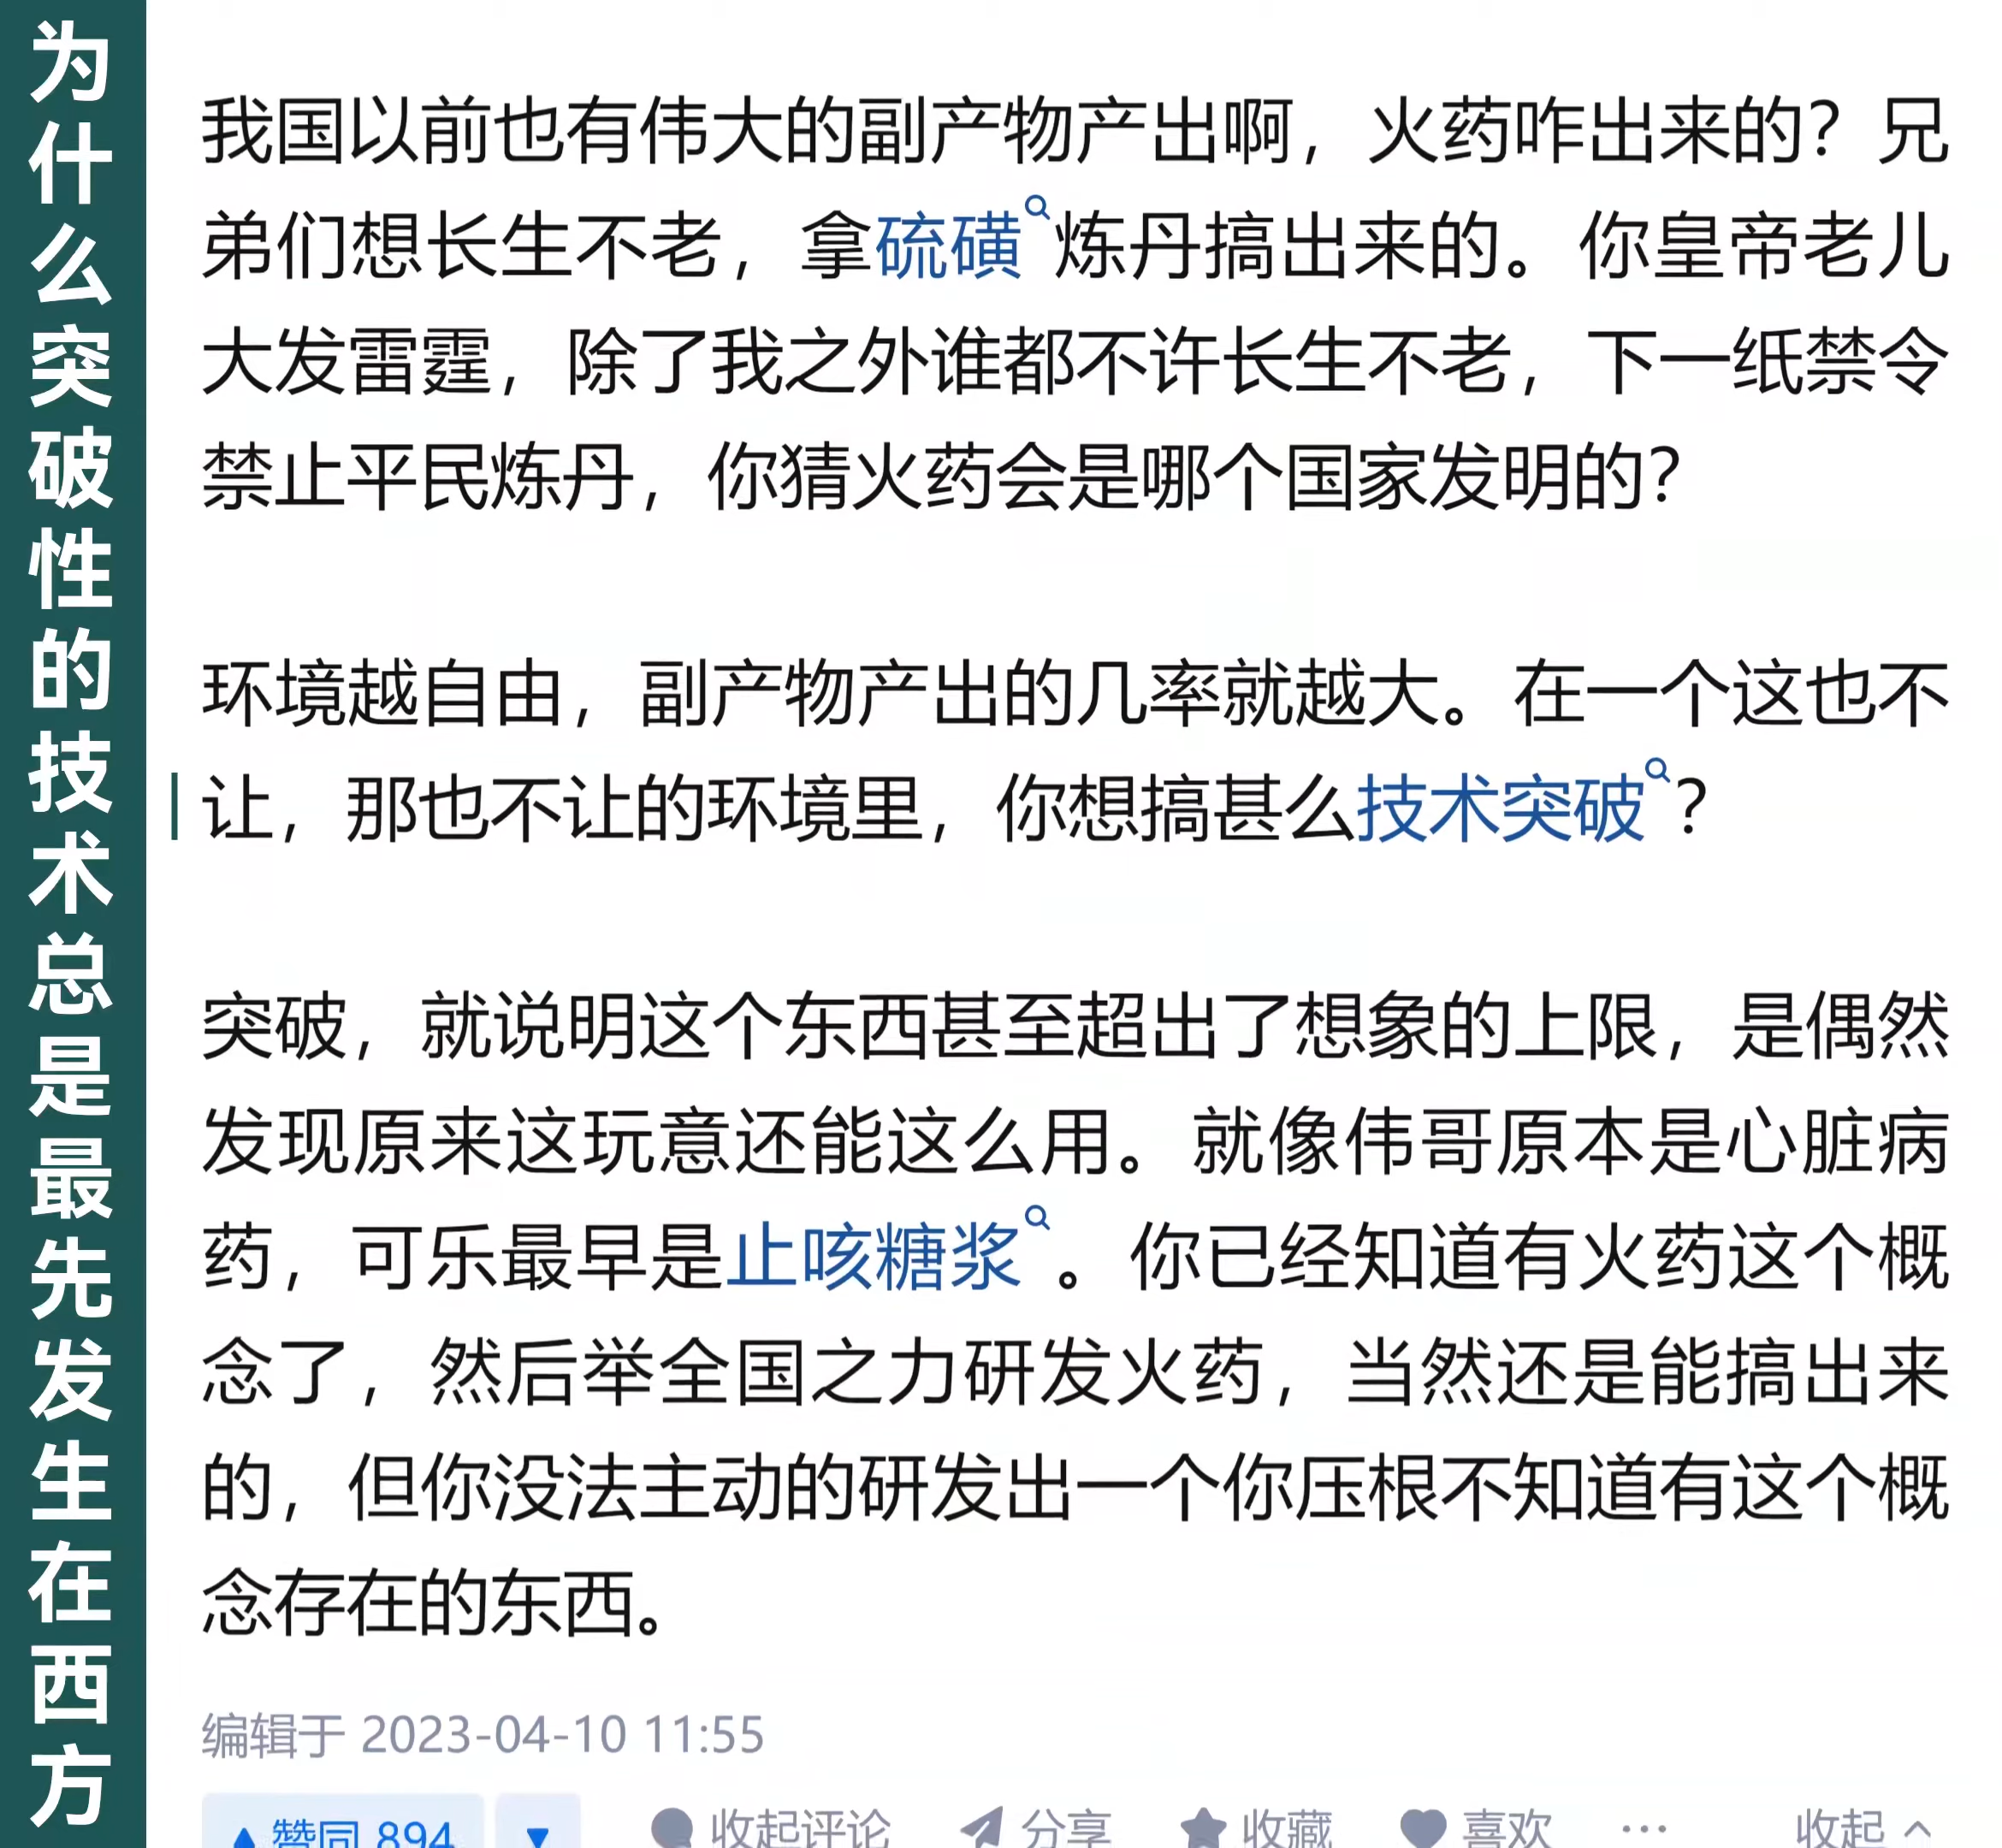 为什么突破性的技术总是最先发生在西方
我国以前也有伟大的副产物产出啊，火药咋出来的？兄
弟们想长生不老，拿硫磺炼丹搞出来的。你皇帝老儿
大发雷霆，除了我之外谁都不许长生不老，下一纸禁令
禁止平民炼丹，你猜火药会是哪个国家发明的？
环境越自由，副产物产出的几率就越大。在一个这也不
让，那也不让的环境里，你想搞甚么技术突破？
突破，就说明这个东西甚至超出了想象的上限，是偶然
发现原来这玩意还能这么用。就像伟哥原本是心脏病
药，可乐最早是止咳糖浆。你已经知道有火药这个概
念了，然后举全国之力研发火药，当然还是能搞出来
的，但你没法主动的研发出一个你压根不知道有这个概
念存在的东西。
编辑于 2023-04-10 11:55
▲ 赞同 894 ▼ 收起评论 分享 收藏 喜欢 ··· 收起